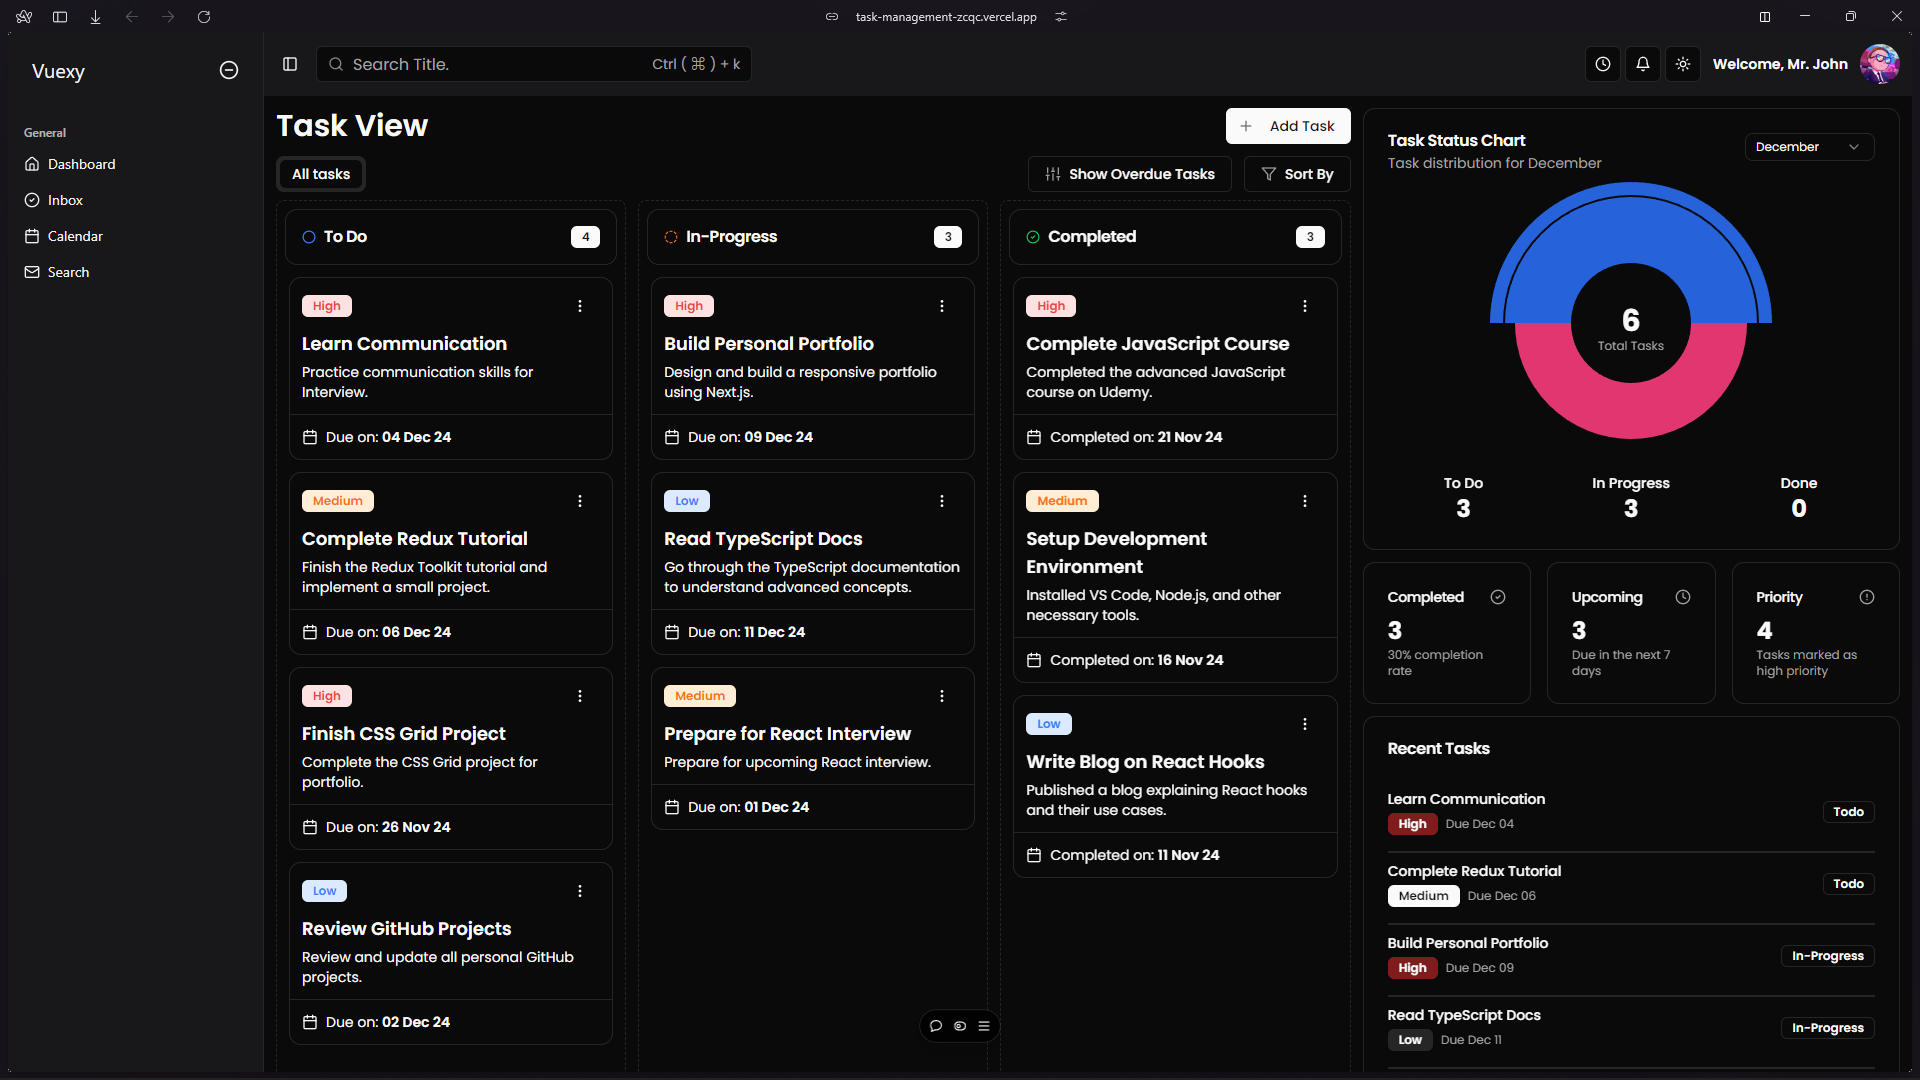 task-management-zcqc.vercel.app
Vuexy
General
Dashboard
Inbox
Calendar
Search
Search Title.
Ctrl ( ⌘ ) + k
Welcome, Mr. John
Task View
Add Task
All tasks
Show Overdue Tasks
Sort By
To Do
4
High
Learn Communication
Practice communication skills for
Interview.
Due on: 04 Dec 24
Medium
Complete Redux Tutorial
Finish the Redux Toolkit tutorial and
implement a small project.
Due on: 06 Dec 24
High
Finish CSS Grid Project
Complete the CSS Grid project for
portfolio.
Due on: 26 Nov 24
Low
Review GitHub Projects
Review and update all personal GitHub
projects.
Due on: 02 Dec 24
In-Progress
3
High
Build Personal Portfolio
Design and build a responsive portfolio
using Next.js.
Due on: 09 Dec 24
Low
Read TypeScript Docs
Go through the TypeScript documentation
to understand advanced concepts.
Due on: 11 Dec 24
Medium
Prepare for React Interview
Prepare for upcoming React interview.
Due on: 01 Dec 24
Completed
3
High
Complete JavaScript Course
Completed the advanced JavaScript
course on Udemy.
Completed on: 21 Nov 24
Medium
Setup Development
Environment
Installed VS Code, Node.js, and other
necessary tools.
Completed on: 16 Nov 24
Low
Write Blog on React Hooks
Published a blog explaining React hooks
and their use cases.
Completed on: 11 Nov 24
Task Status Chart
Task distribution for December
December
6
Total Tasks
To Do
3
In Progress
3
Done
0
Completed
3
30% completion
rate
Upcoming
3
Due in the next 7
days
Priority
4
Tasks marked as
high priority
Recent Tasks
Learn Communication
High Due Dec 04
Todo
Complete Redux Tutorial
Medium Due Dec 06
Todo
Build Personal Portfolio
High Due Dec 09
In-Progress
Read TypeScript Docs
Low Due Dec 11
In-Progress